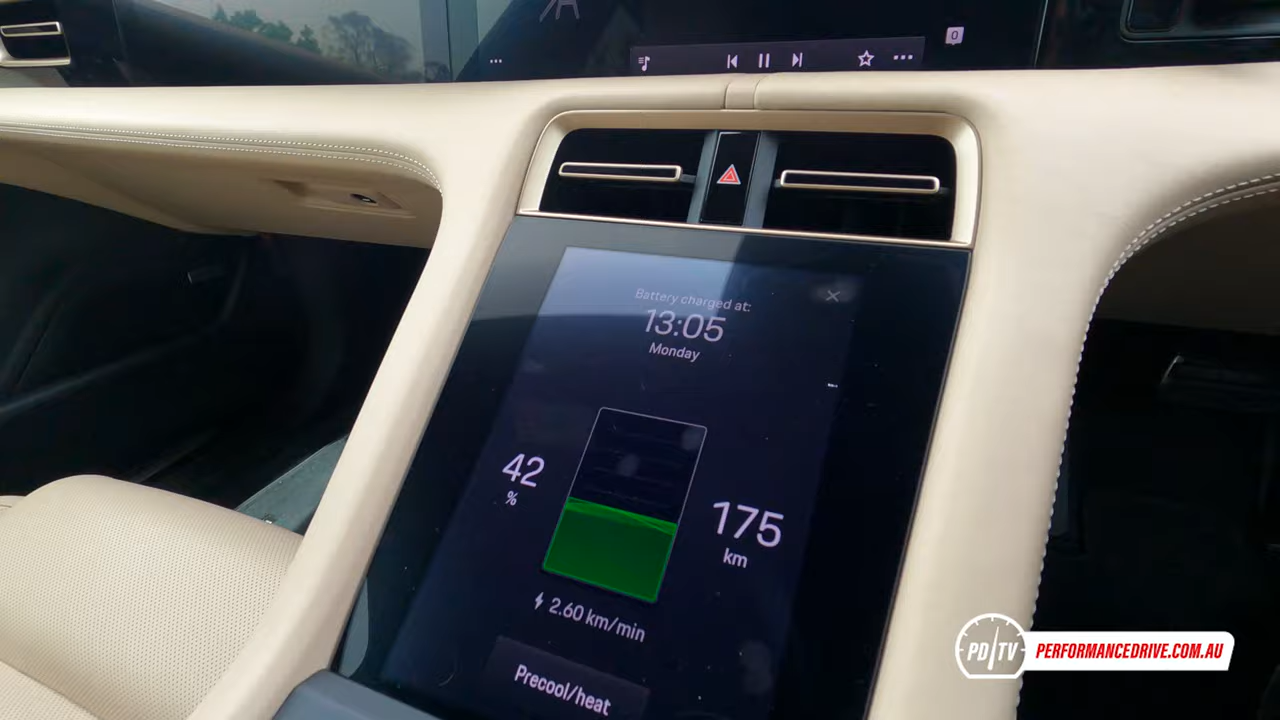 0
Battery charged at:
13:05
Monday
42
%
175
km
2.60 km/min
Precool/heat
PD/TV
PERFORMANCEDRIVE.COM.AU